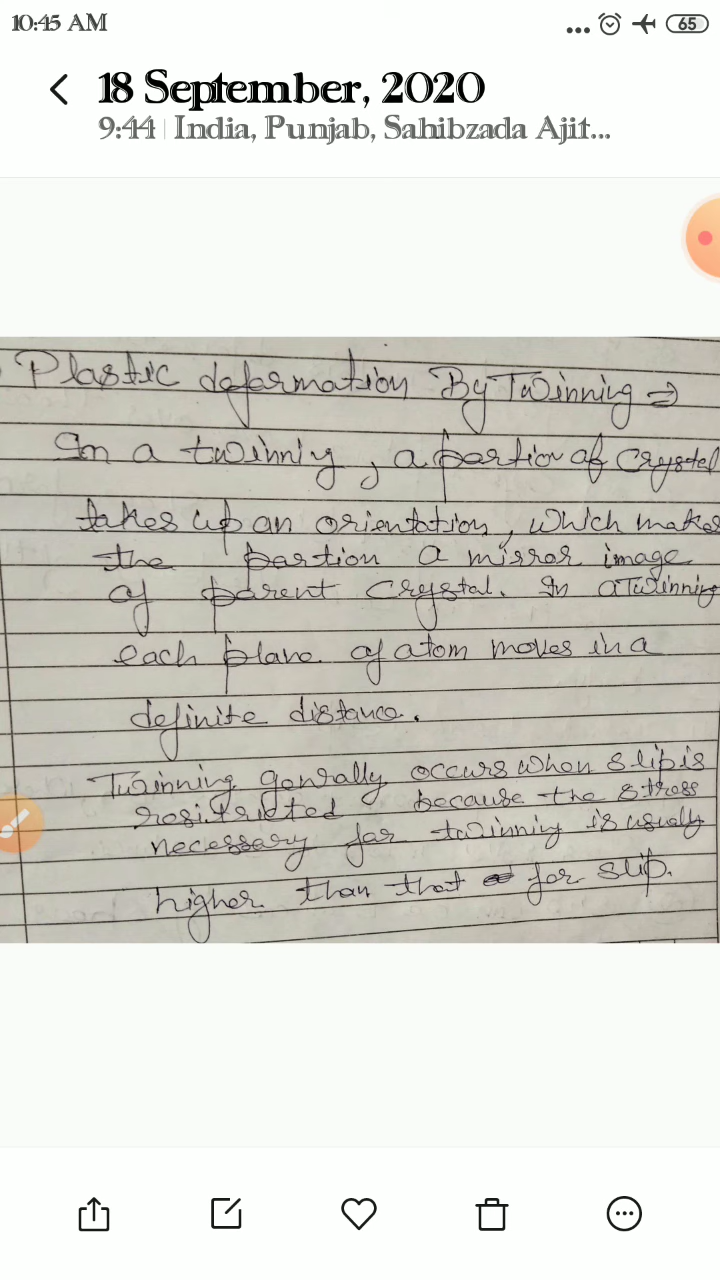 10:45 AM
65
18 September, 2020
9:44 India, Punjab, Sahibzada Ajit...
Plastic deformation By Twinning ⇒
In a twinnig, a portion of Crystal
takes up an orientation, which makes
the portion a mirror image
of parent Crystal. In a Twinning
each plane of atom moves in a
definite distance.
Twinning generally occurs when slip is
resistricted because the stress
necessary for twinning is usually
higher than that for slip.